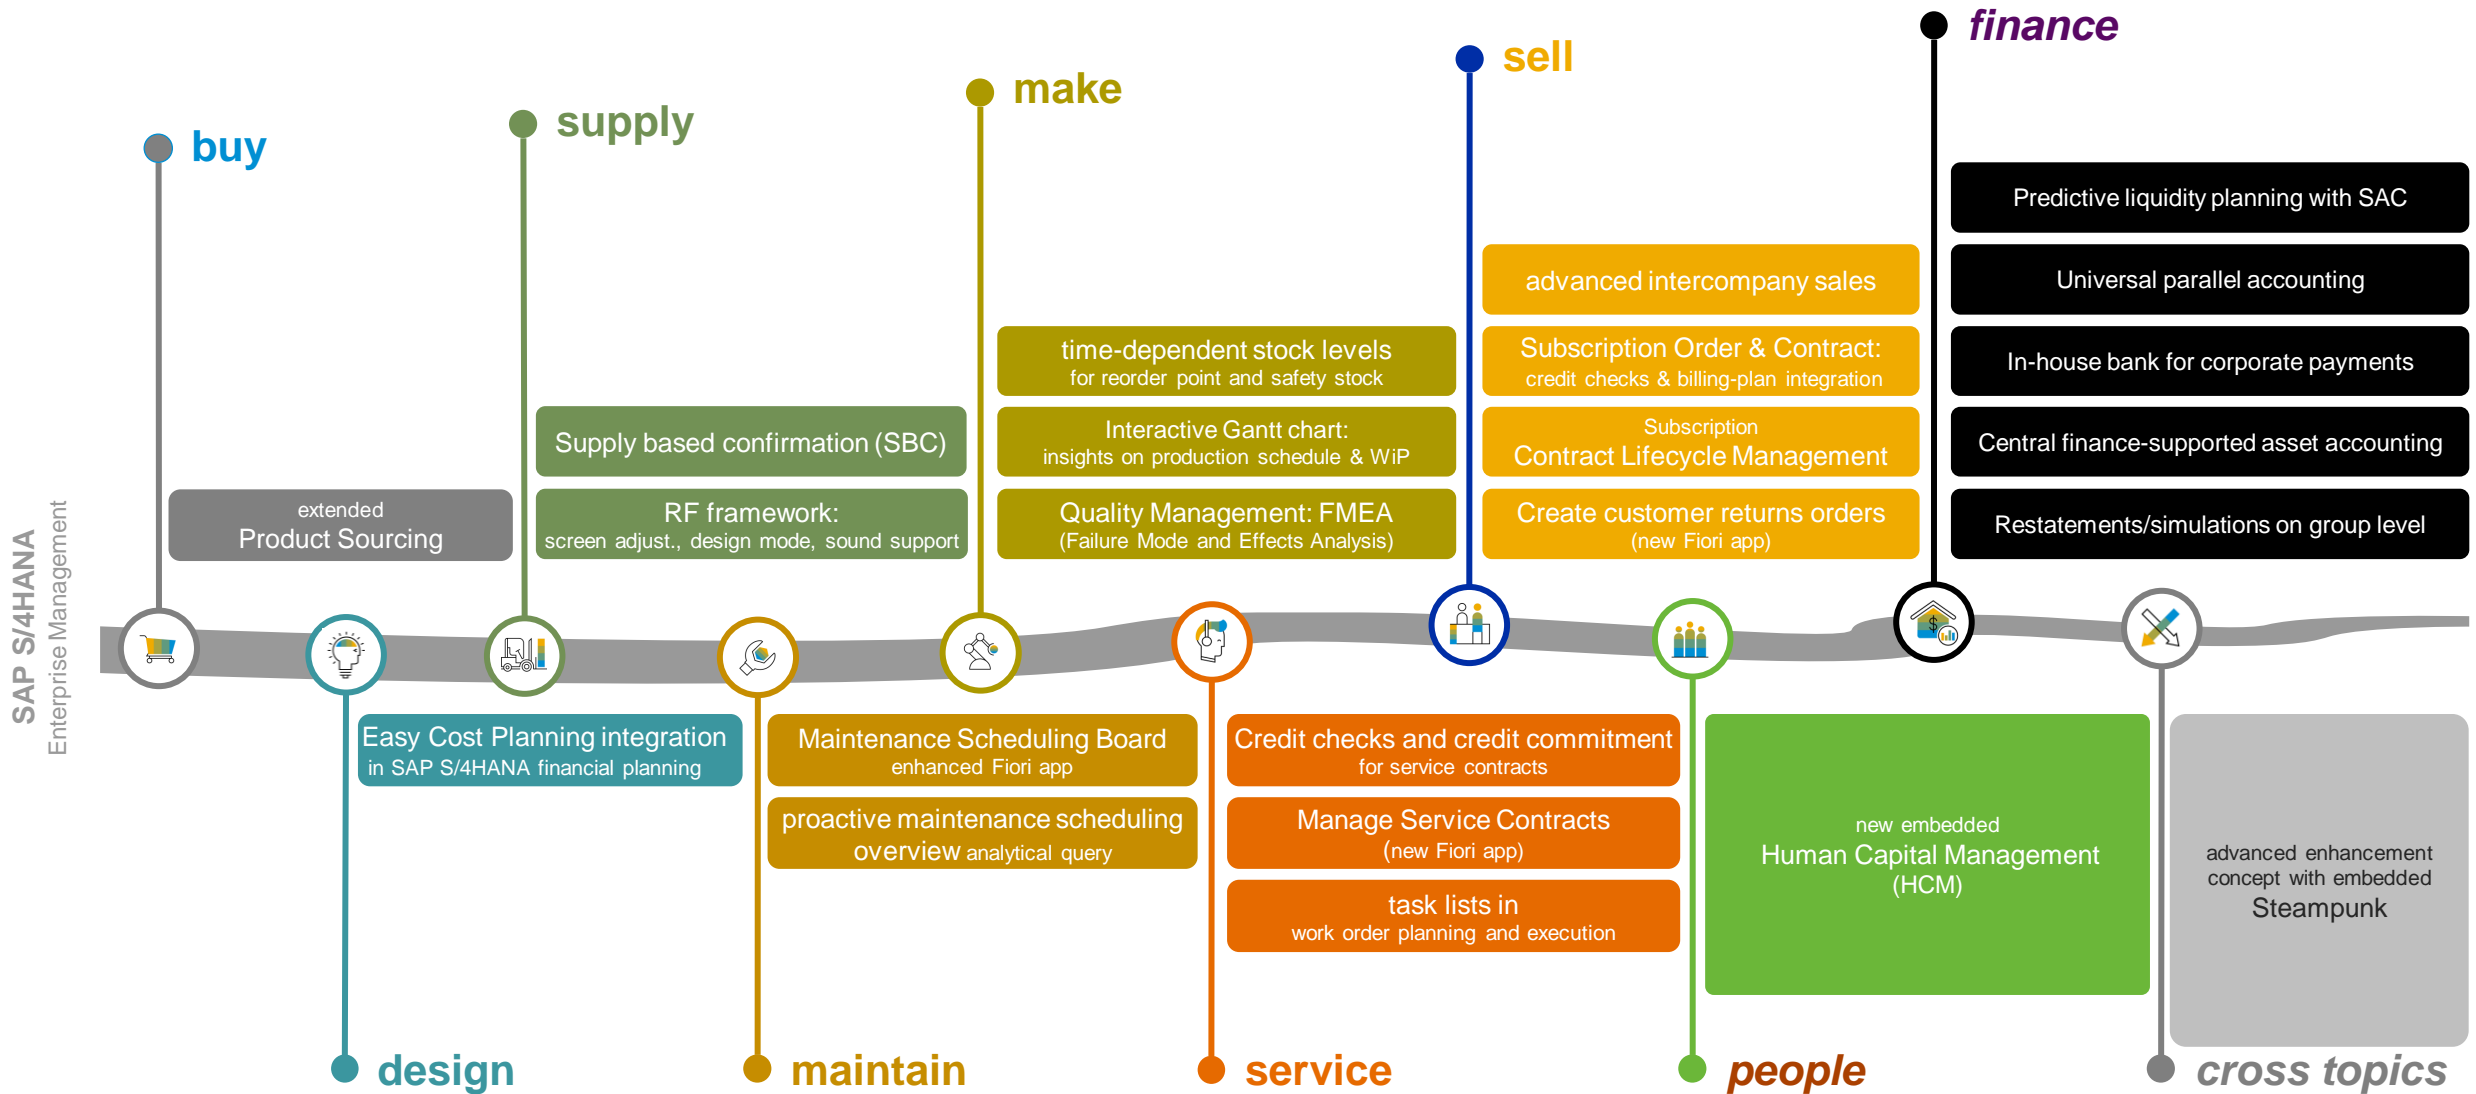 SAP S/4HANA
Enterprise Management
buy
extended
Product Sourcing
design
Easy Cost Planning integration
in SAP S/4HANA financial planning
supply
Supply based confirmation (SBC)
RF framework:
screen adjust., design mode, sound support
maintain
Maintenance Scheduling Board
enhanced Fiori app
proactive maintenance scheduling
overview analytical query
make
time-dependent stock levels
for reorder point and safety stock
Interactive Gantt chart:
insights on production schedule & WiP
Quality Management: FMEA
(Failure Mode and Effects Analysis)
service
Credit checks and credit commitment
for service contracts
Manage Service Contracts
(new Fiori app)
task lists in
work order planning and execution
sell
advanced intercompany sales
Subscription Order & Contract:
credit checks & billing-plan integration
Subscription
Contract Lifecycle Management
Create customer returns orders
(new Fiori app)
people
new embedded
Human Capital Management
(HCM)
finance
Predictive liquidity planning with SAC
Universal parallel accounting
In-house bank for corporate payments
Central finance-supported asset accounting
Restatements/simulations on group level
$
cross topics
advanced enhancement
concept with embedded
Steampunk